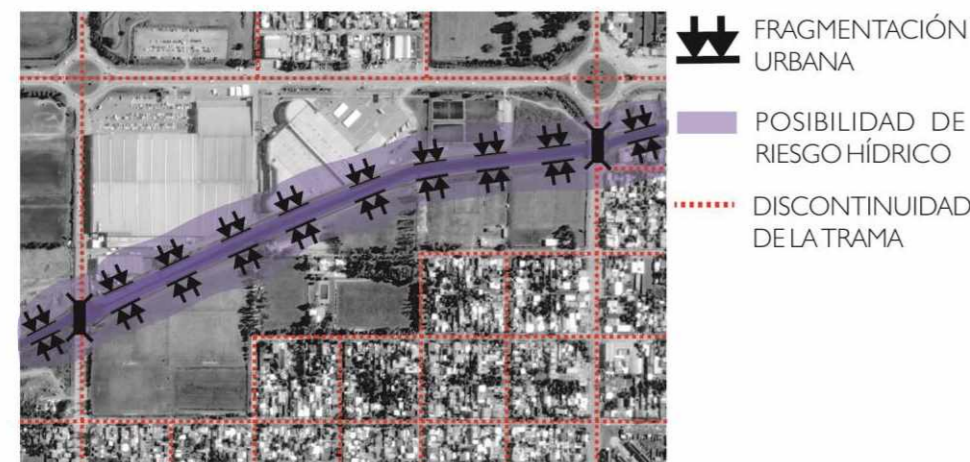 FRAGMENTACIÓN
URBANA
POSIBILIDAD DE
RIESGO HÍDRICO
DISCONTINUIDAD
DE LA TRAMA